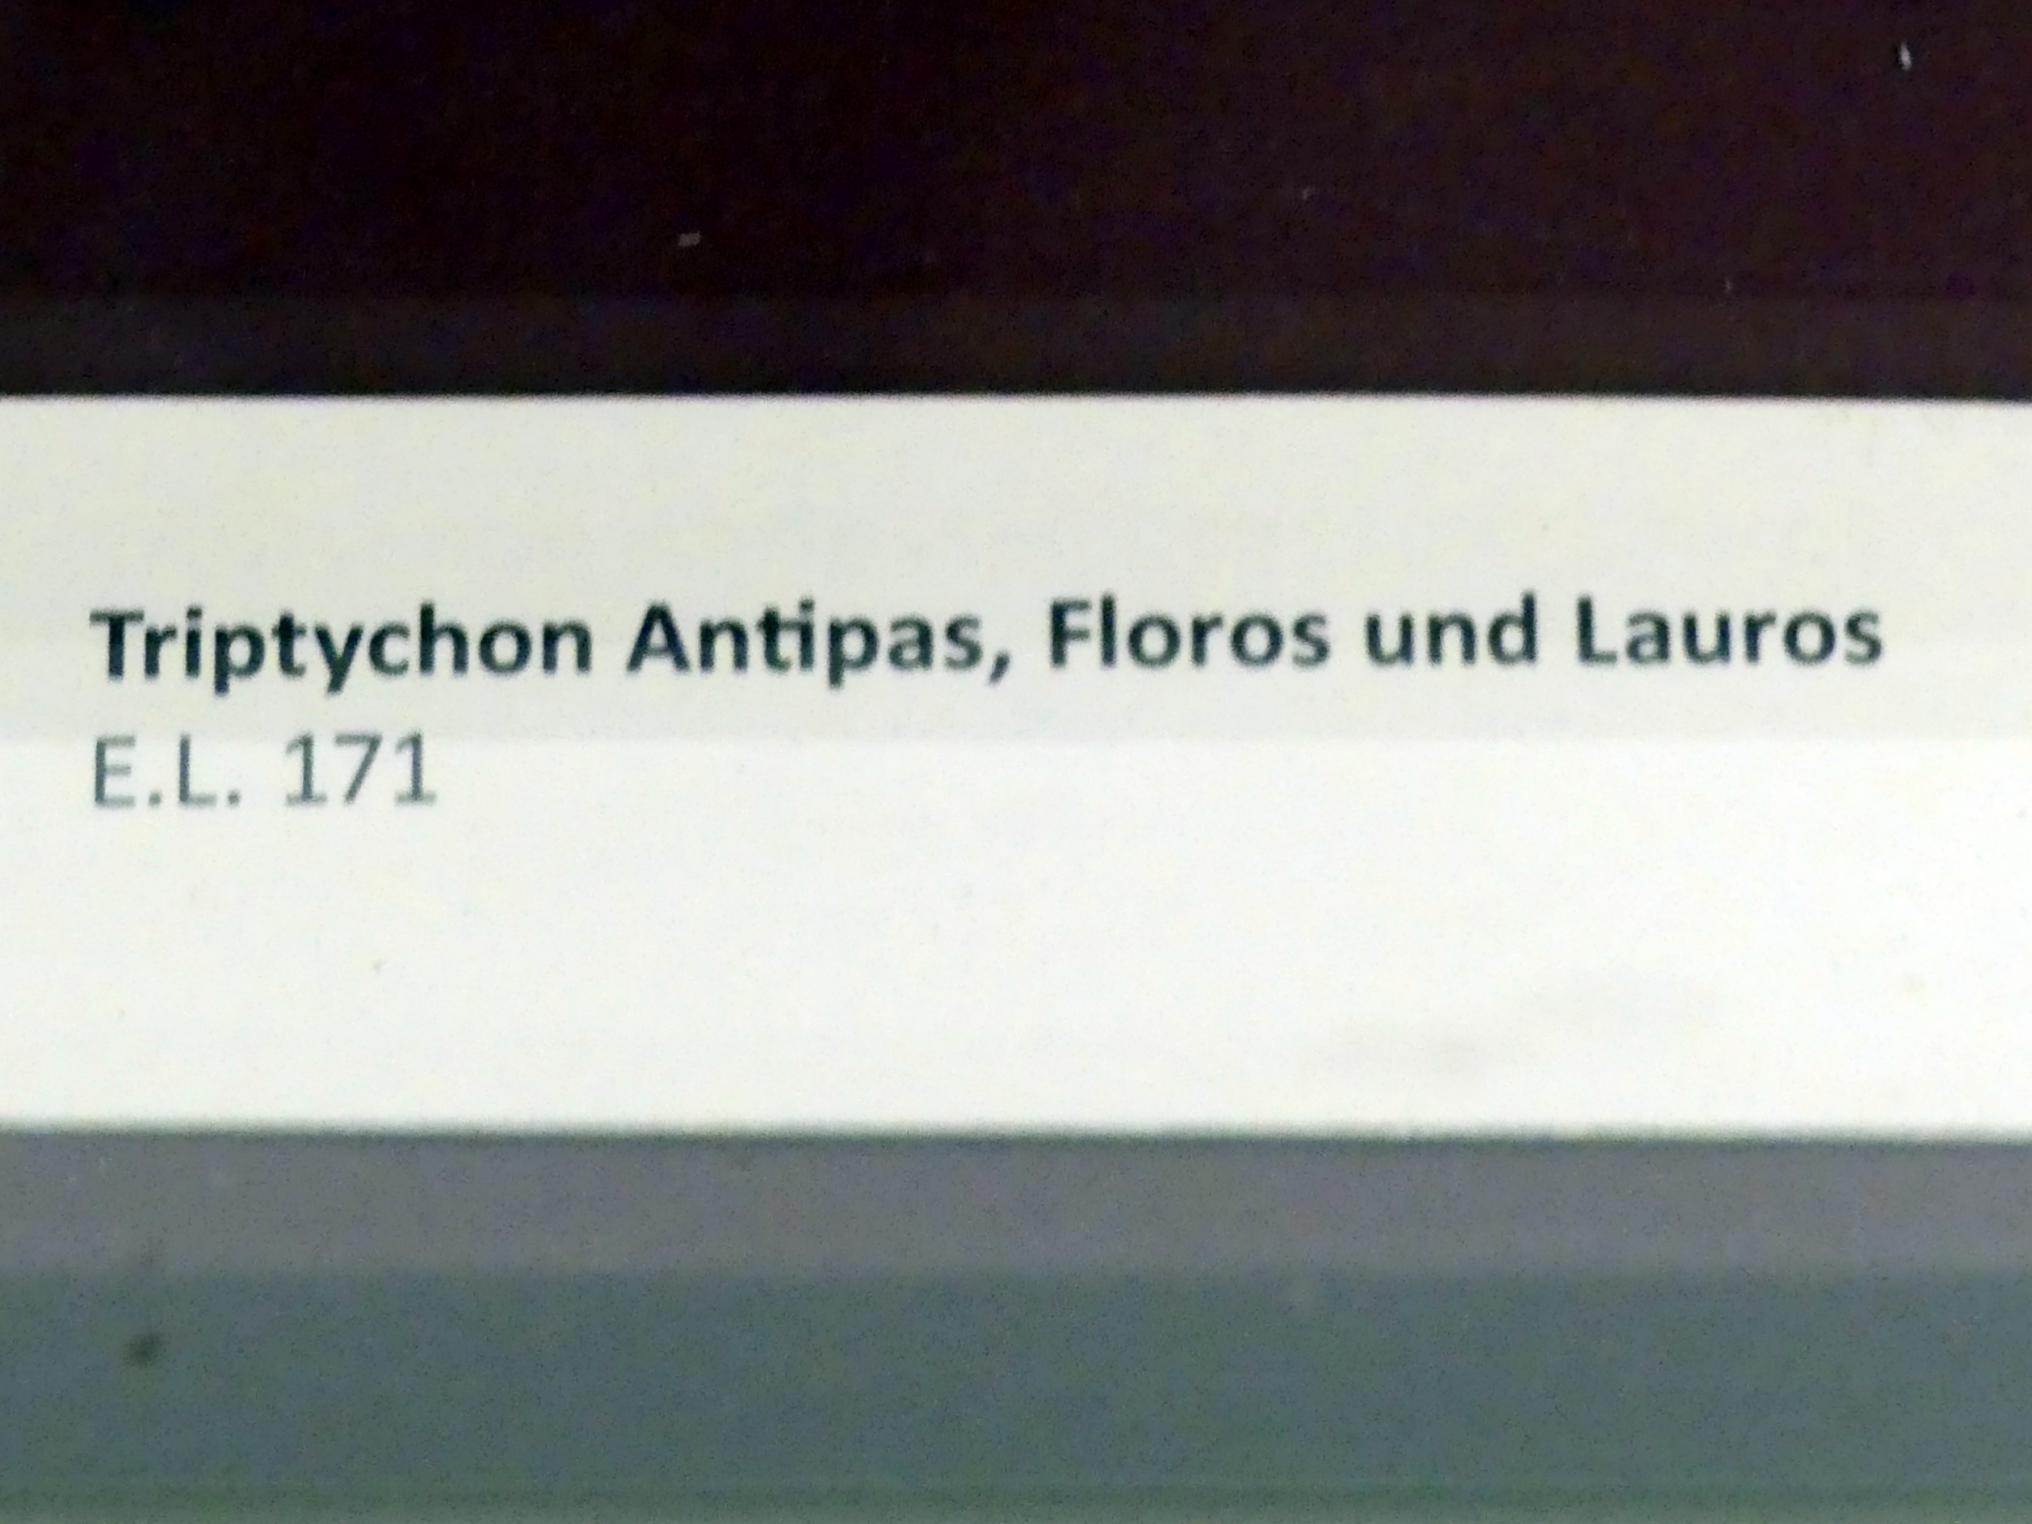 Triptychon Antipas, Floros und Lauros
E.L. 171